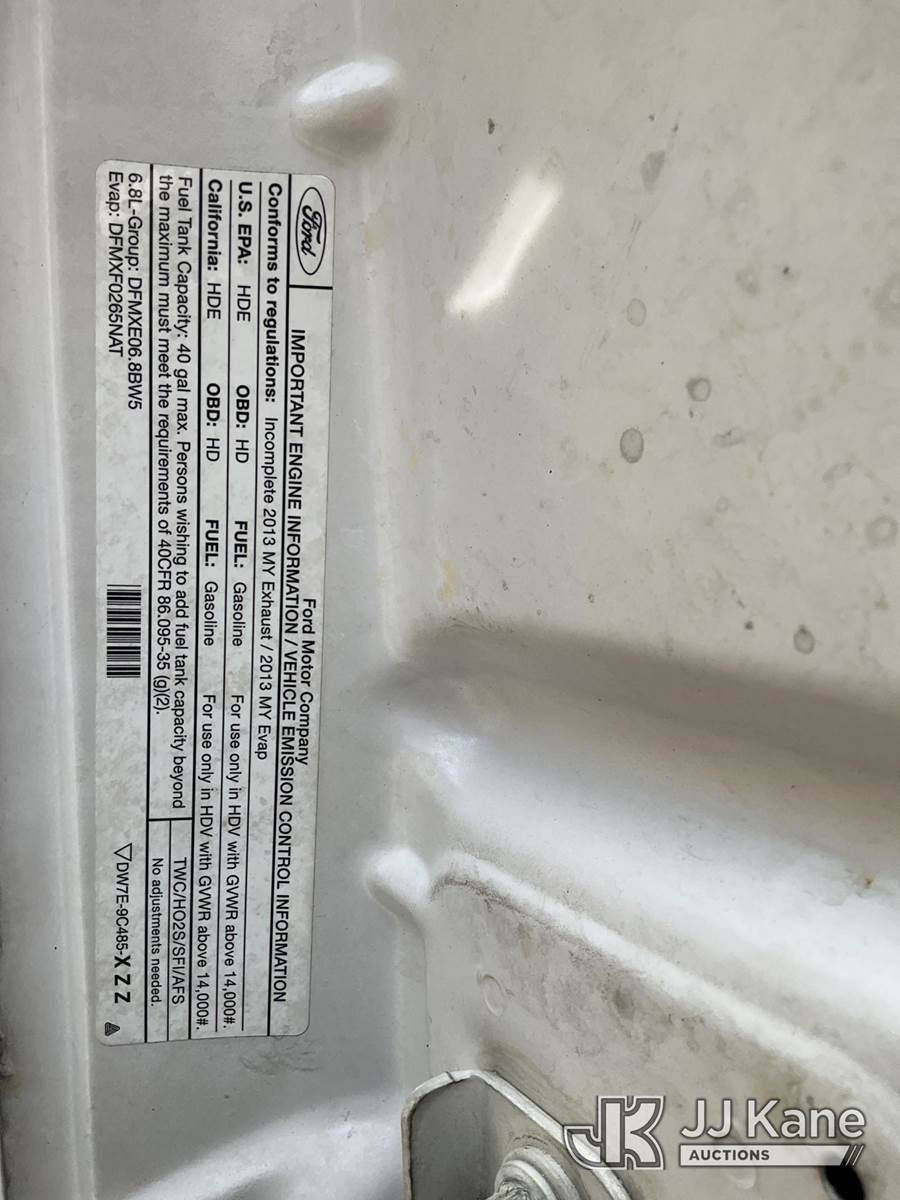 Ford
Ford Motor Company
IMPORTANT ENGINE INFORMATION / VEHICLE EMISSION CONTROL INFORMATION
Conforms to regulations: Incomplete 2013 MY Exhaust / 2013 MY Evap
U.S. EPA: HDE OBD: HD FUEL: Gasoline For use only in HDV with GVWR above 14,000#.
California: HDE OBD: HD FUEL: Gasoline For use only in HDV with GVWR above 14,000#.
Fuel Tank Capacity: 40 gal max. Persons wishing to add fuel tank capacity beyond
the maximum must meet the requirements of 40CFR 86.095-35 (g)(2).
TWC/HO2S/SFI/AFS
No adjustments needed.
6.8L-Group: DFMXE06.8BW5
Evap: DFMXF0265NAT
DW7E-9C485-XZZ
JK JJ Kane
AUCTIONS